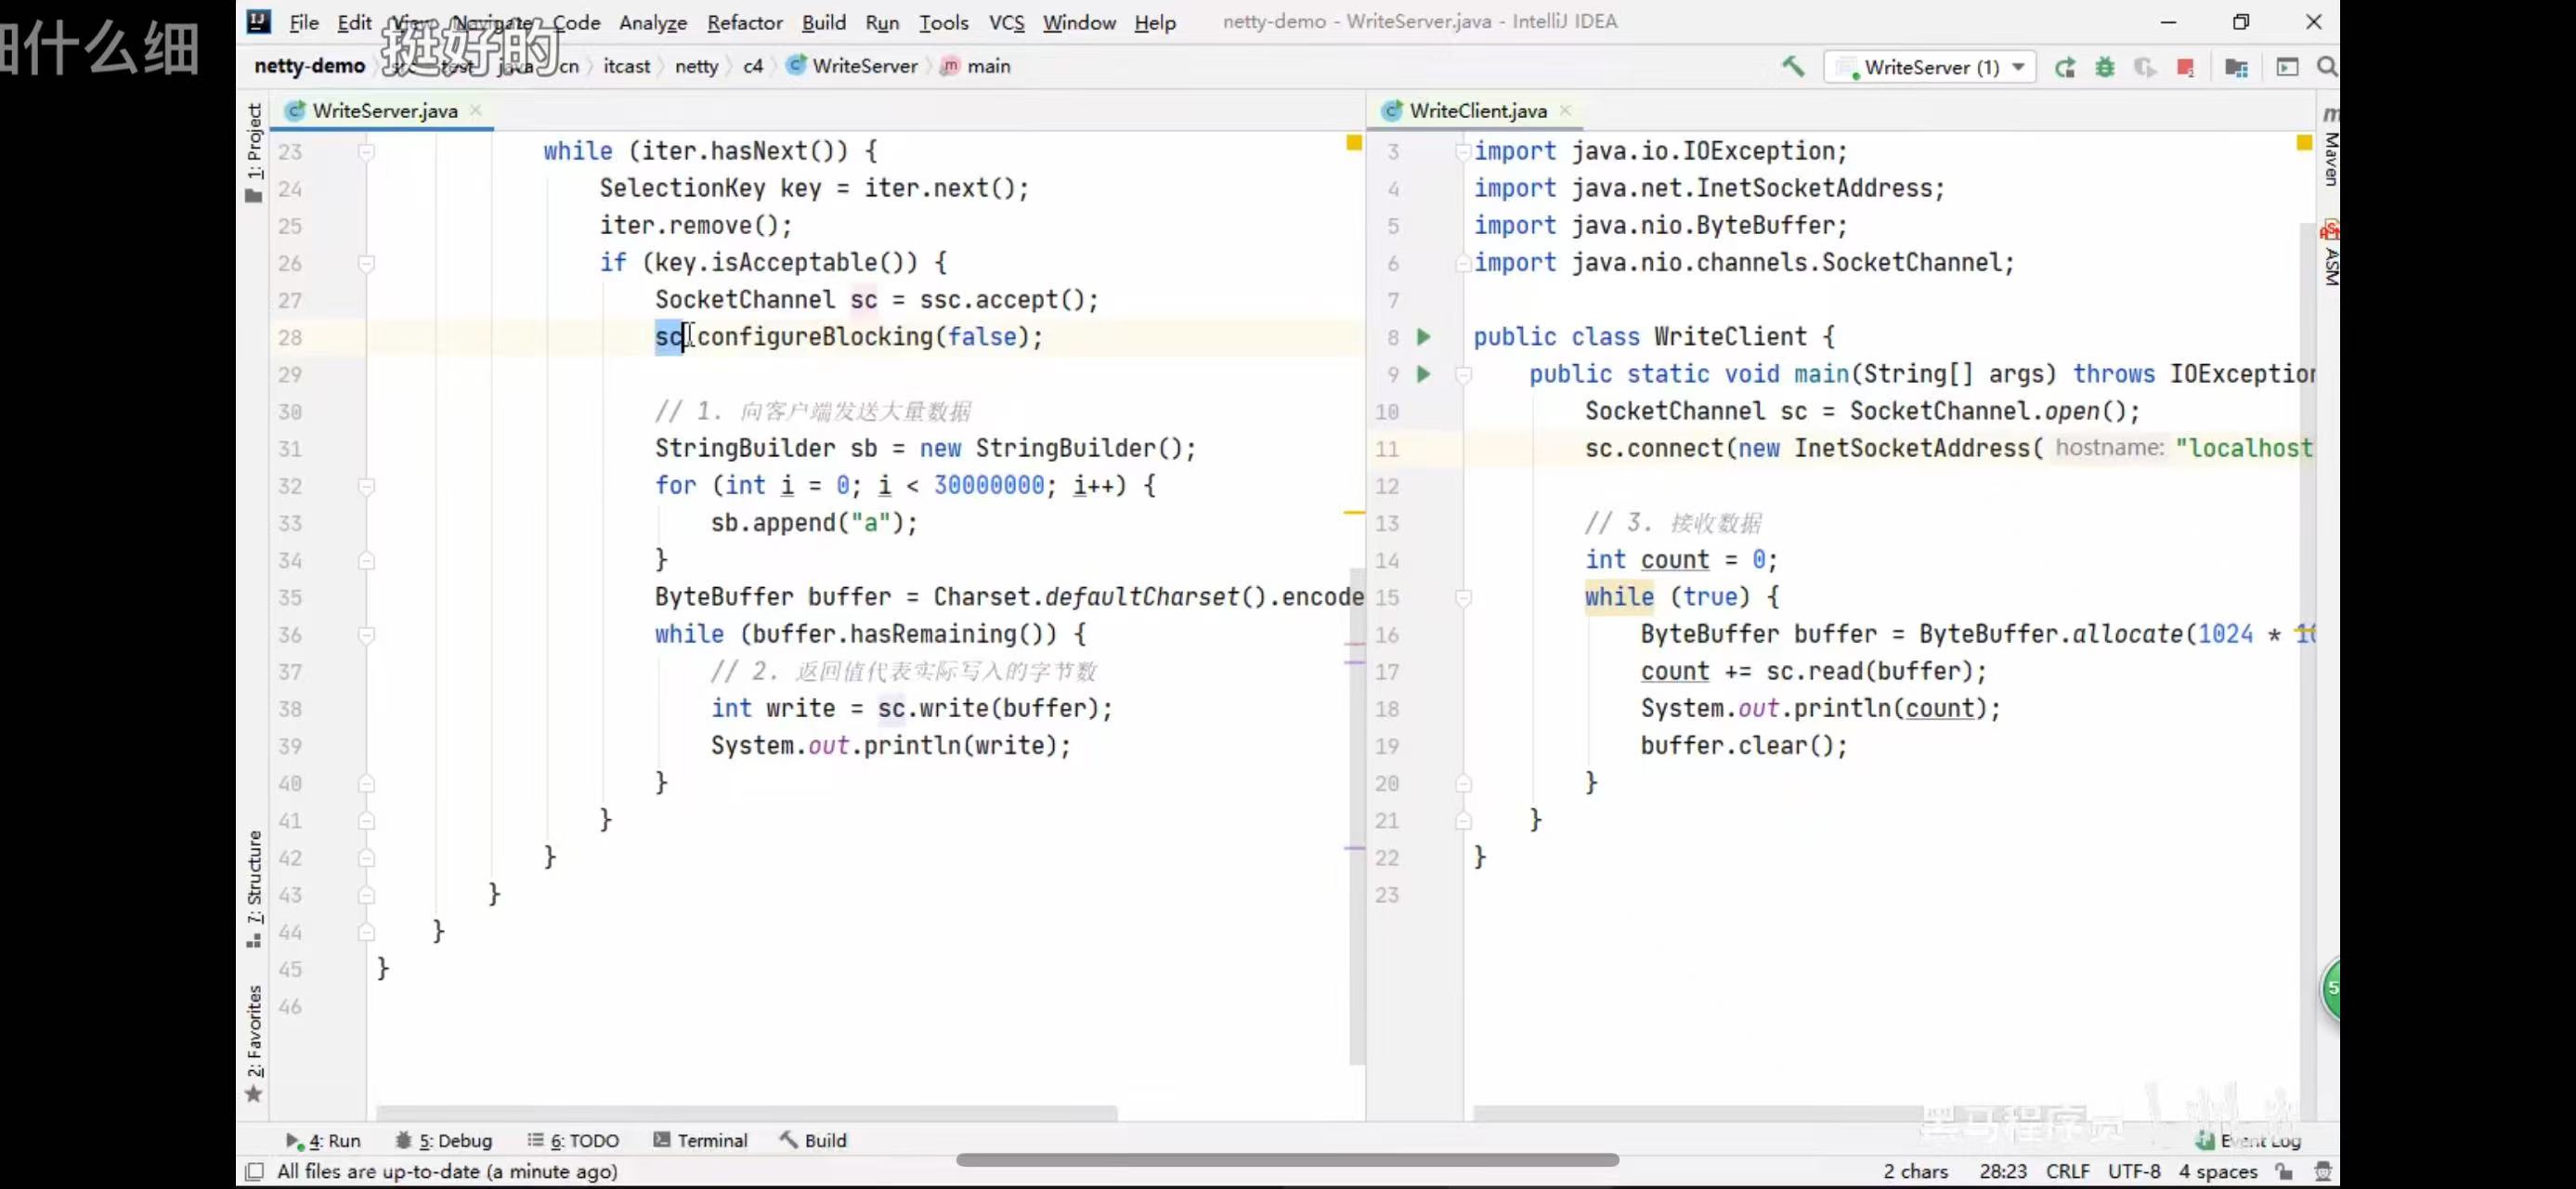 细什么细
挺好的
File Edit View Navigate Code Analyze Refactor Build Run Tools VCS Window Help netty-demo - WriteServer.java - IntelliJ IDEA
netty-demo src test java cn itcast netty c4 WriteServer main WriteServer (1)
1: Project
7: Structure
2: Favorites
WriteServer.java
23 while (iter.hasNext()) {
24 SelectionKey key = iter.next();
25 iter.remove();
26 if (key.isAcceptable()) {
27 SocketChannel sc = ssc.accept();
28 sc.configureBlocking(false);
29
30 // 1. 向客户端发送大量数据
31 StringBuilder sb = new StringBuilder();
32 for (int i = 0; i < 30000000; i++) {
33 sb.append("a");
34 }
35 ByteBuffer buffer = Charset.defaultCharset().encode
36 while (buffer.hasRemaining()) {
37 // 2. 返回值代表实际写入的字节数
38 int write = sc.write(buffer);
39 System.out.println(write);
40 }
41 }
42 }
43 }
44 }
45 }
46
WriteClient.java
3 import java.io.IOException;
4 import java.net.InetSocketAddress;
5 import java.nio.ByteBuffer;
6 import java.nio.channels.SocketChannel;
7
8 public class WriteClient {
9 public static void main(String[] args) throws IOException
10 SocketChannel sc = SocketChannel.open();
11 sc.connect(new InetSocketAddress( hostname: "localhost
12
13 // 3. 接收数据
14 int count = 0;
15 while (true) {
16 ByteBuffer buffer = ByteBuffer.allocate(1024 * 10
17 count += sc.read(buffer);
18 System.out.println(count);
19 buffer.clear();
20 }
21 }
22 }
23
Maven
ASM
5
黑马程序员
4: Run 5: Debug 6: TODO Terminal Build Event Log
All files are up-to-date (a minute ago) 2 chars 28:23 CRLF UTF-8 4 spaces